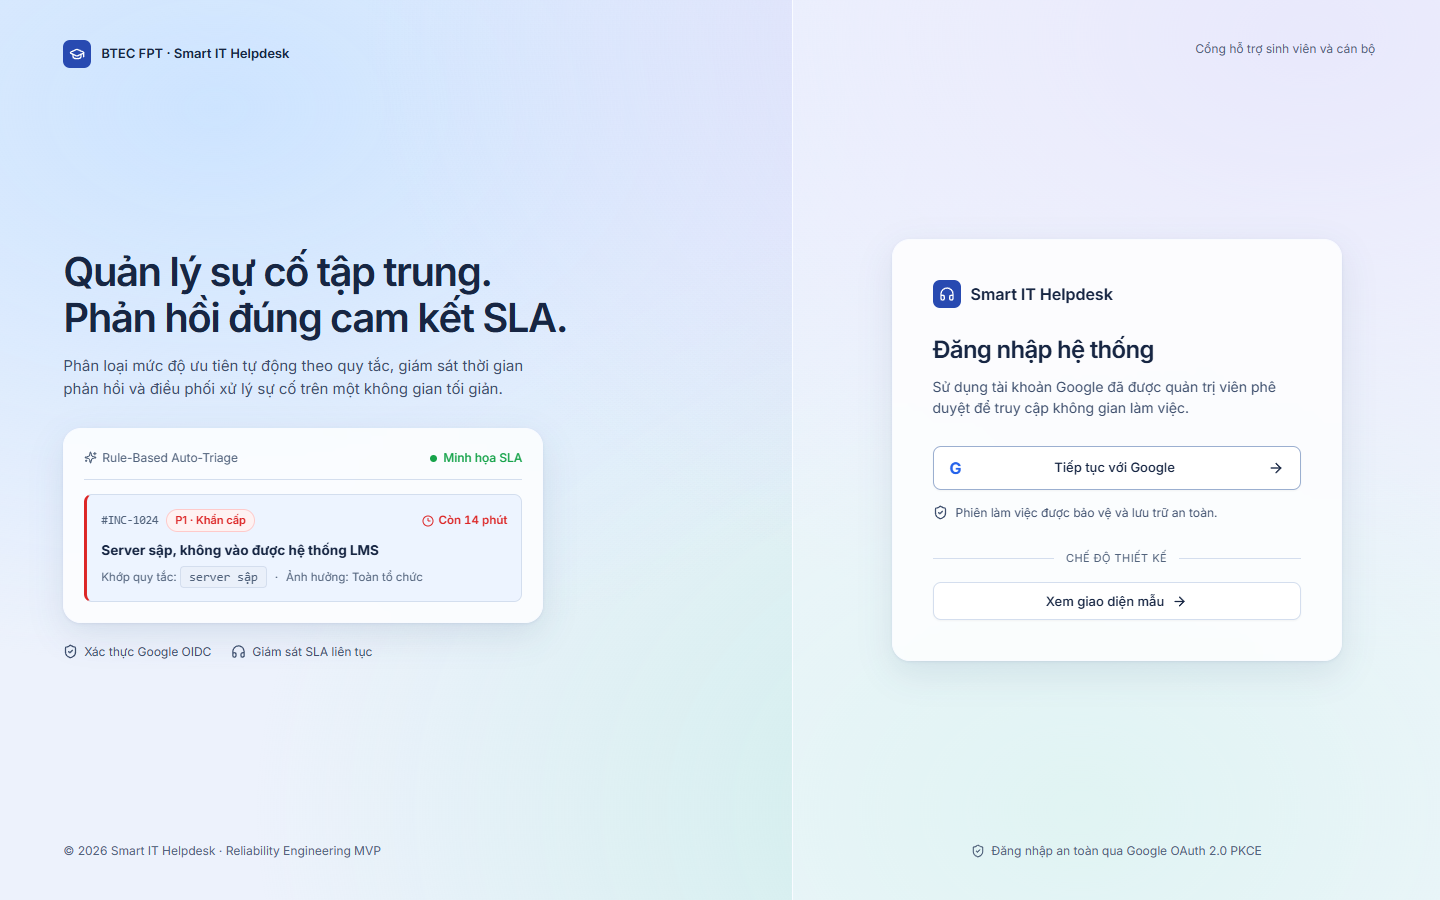 BTEC FPT · Smart IT Helpdesk
Cổng hỗ trợ sinh viên và cán bộ
Quản lý sự cố tập trung.
Phản hồi đúng cam kết SLA.
Phân loại mức độ ưu tiên tự động theo quy tắc, giám sát thời gian
phản hồi và điều phối xử lý sự cố trên một không gian tối giản.
Rule-Based Auto-Triage
Minh họa SLA
#INC-1024 P1 · Khẩn cấp
Còn 14 phút
Server sập, không vào được hệ thống LMS
Khớp quy tắc: server sập · Ảnh hưởng: Toàn tổ chức
Xác thực Google OIDC
Giám sát SLA liên tục
© 2026 Smart IT Helpdesk · Reliability Engineering MVP
Smart IT Helpdesk
Đăng nhập hệ thống
Sử dụng tài khoản Google đã được quản trị viên phê
duyệt để truy cập không gian làm việc.
G Tiếp tục với Google
Phiên làm việc được bảo vệ và lưu trữ an toàn.
CHẾ ĐỘ THIẾT KẾ
Xem giao diện mẫu
Đăng nhập an toàn qua Google OAuth 2.0 PKCE